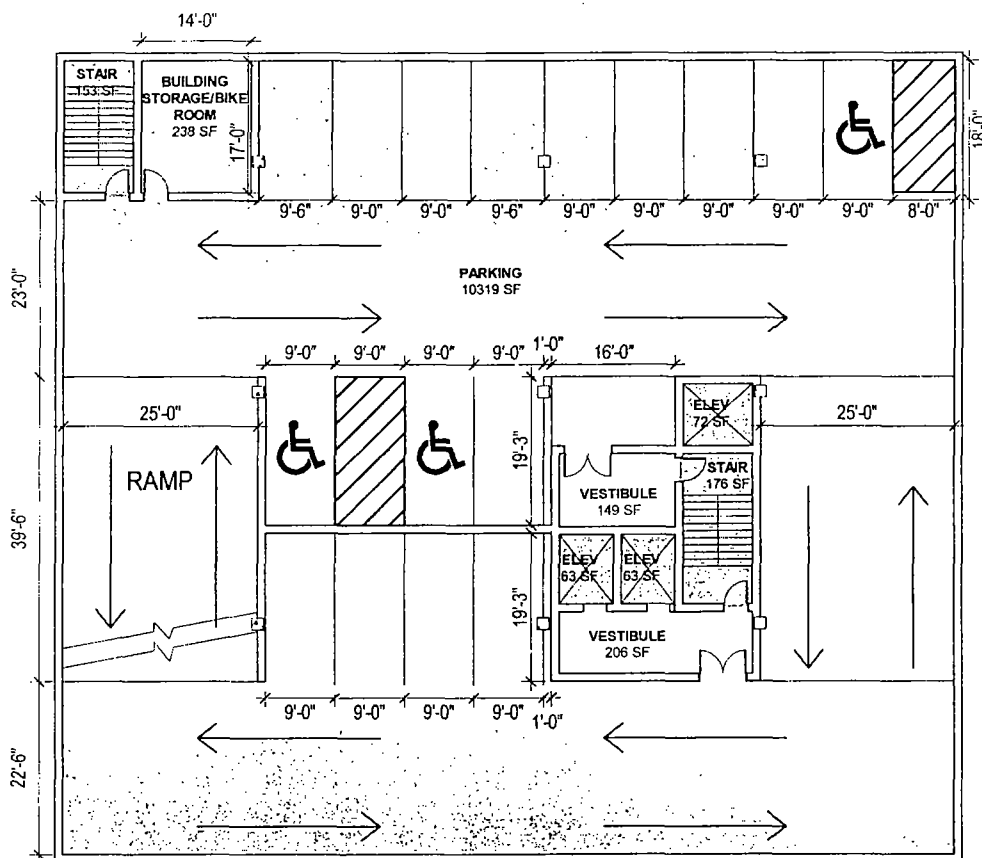 14'-0"
STAIR
153 SF
BUILDING
STORAGE/BIKE
ROOM
238 SF
17'-0"
18'-0"
9'-6" 9'-0" 9'-0" 9'-6" 9'-0" 9'-0" 9'-0" 9'-0" 9'-0" 8'-0"
23'-0"
PARKING
10319 SF
9'-0" 9'-0" 9'-0" 9'-0" 1'-0" 16'-0"
25'-0"
ELEV
72 SF
25'-0"
RAMP
19'-3"
STAIR
176 SF
VESTIBULE
149 SF
39'-6"
ELEV
63 SF
ELEV
63 SF
19'-3"
VESTIBULE
206 SF
9'-0" 9'-0" 9'-0" 9'-0" 1'-0"
22'-6"